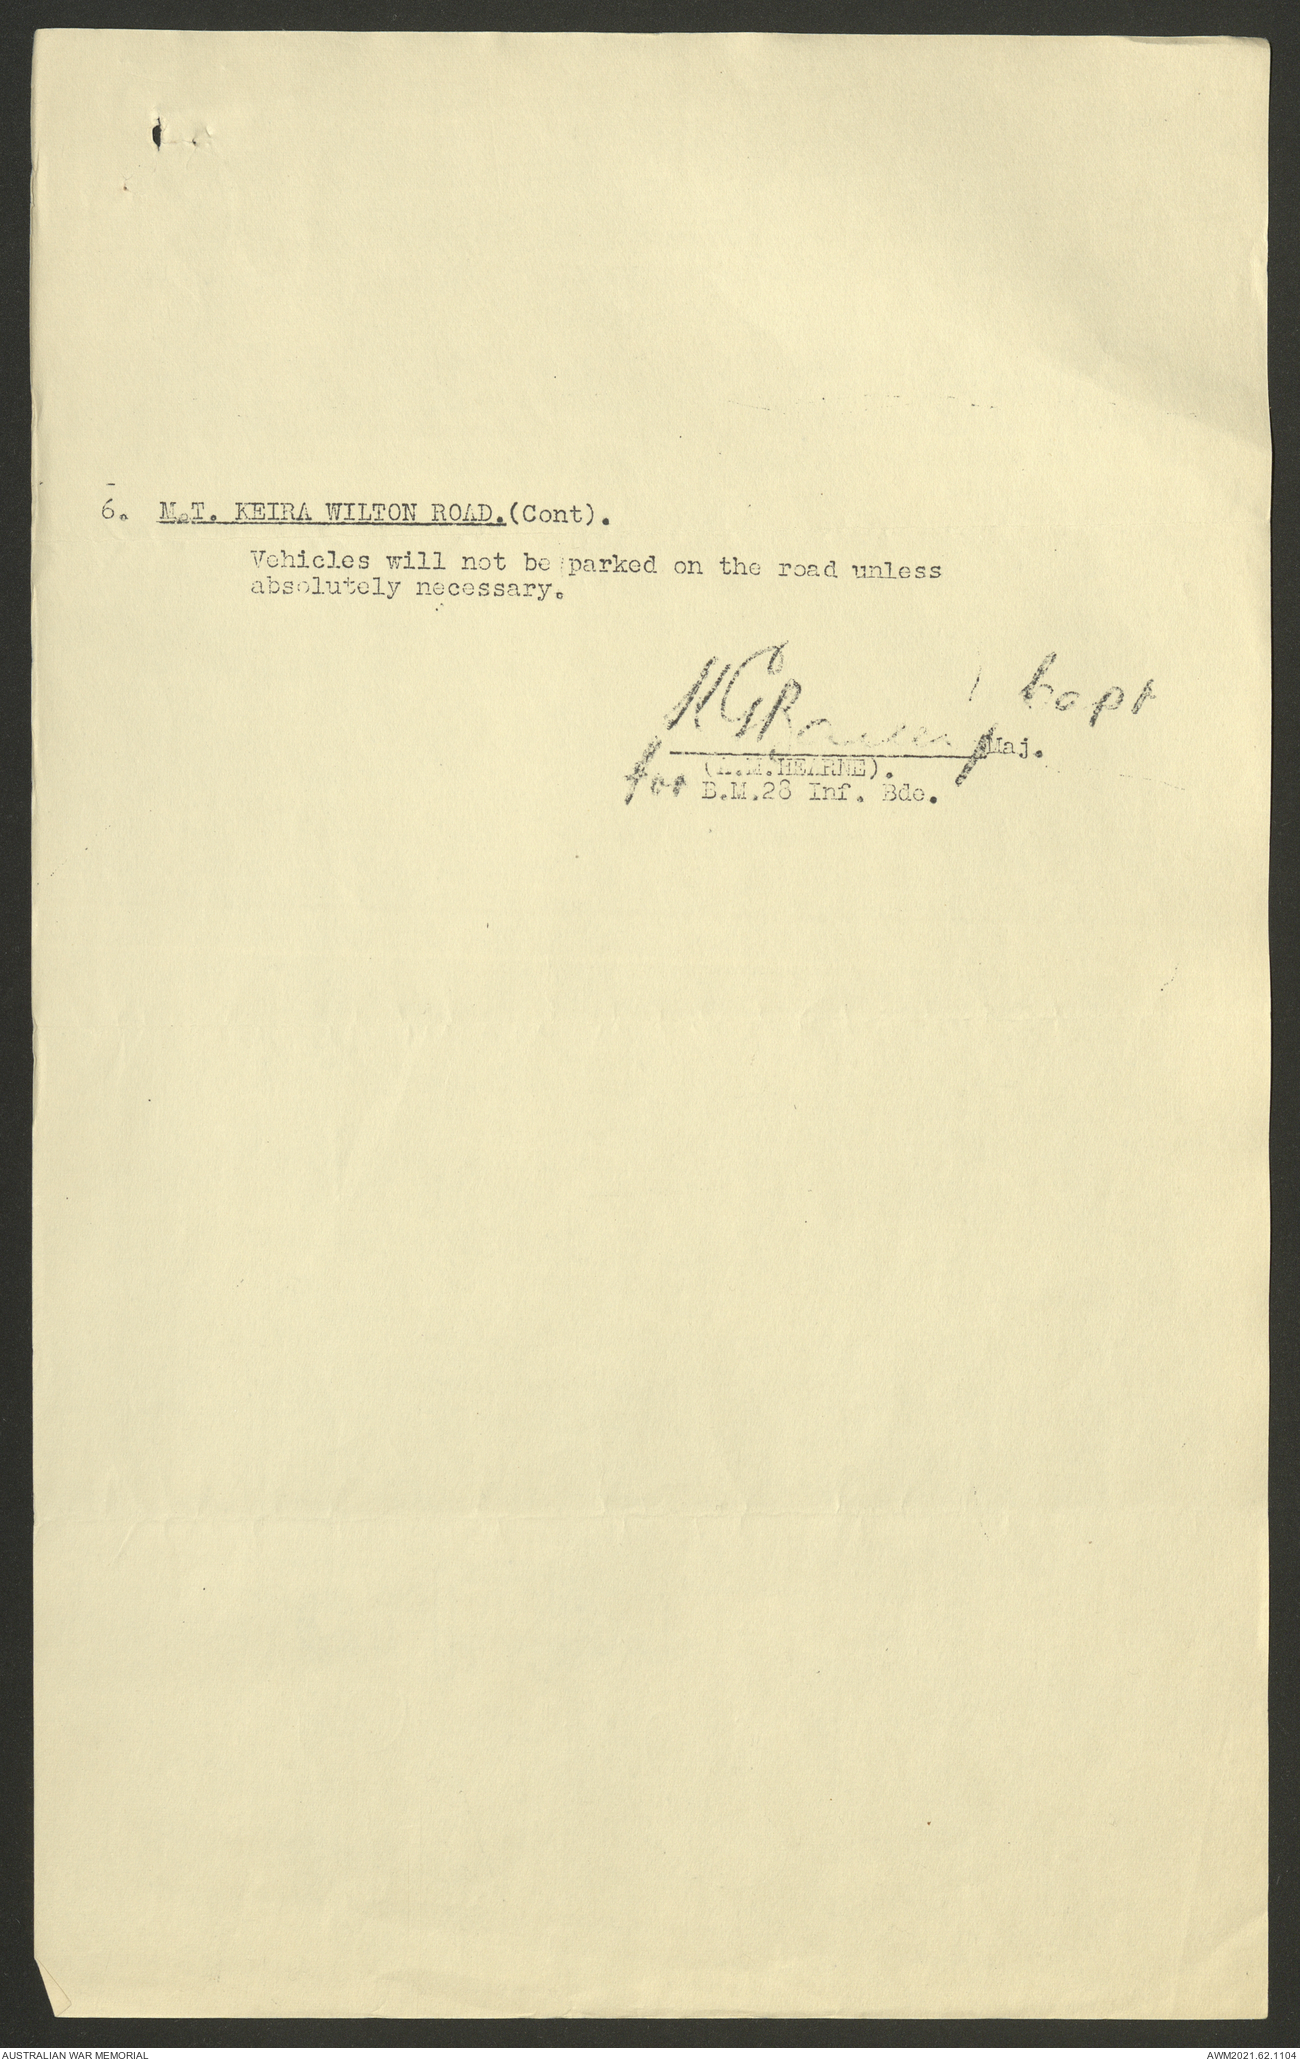 6. M.T. KEIRA WILTON ROAD.(Cont).
Vehicles will not be parked on the road unless
absolutely necessary.
Capt
Maj.
(A.M.HEARNE).
for B.M.28 Inf. Bde.
AUSTRALIAN WAR MEMORIAL
AWM2021.62.1104